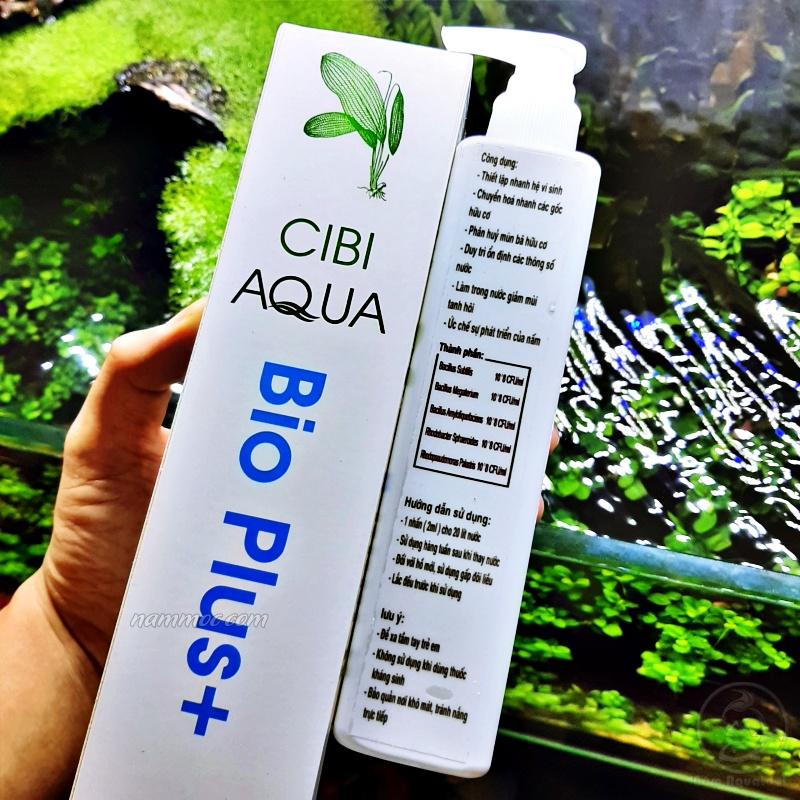 CIBI
AQUA
Bio Plus+
nammoc.com
Công dụng:
- Thiết lập nhanh hệ vi sinh
- Chuyển hoá nhanh các gốc
hữu cơ
- Phân huỷ mùn bã hữu cơ
- Duy trì ổn định các thông số
nước
- Làm trong nước giảm mùi
tanh hôi
- Ức chế sự phát triển của nấm
Thành phần:
Bacillus Subtilis 10^8 CFU/ml
Bacillus Megaterium 10^8 CFU/ml
Bacillus Amyloliquefaciens 10^8 CFU/ml
Rhodobacter Sphaeroides 10^8 CFU/ml
Rhodopseudomonas Palustris 10^8 CFU/ml
Hướng dẫn sử dụng:
- 1 nhấn ( 2ml ) cho 20 lít nước
- Sử dụng hàng tuần sau khi thay nước
- Đối với hồ mới, sử dụng gấp đôi liều
- Lắc đều trước khi sử dụng
lưu ý:
- Để xa tầm tay trẻ em
- Không sử dụng khi dùng thuốc
kháng sinh
- Bảo quản nơi khô mát, tránh nắng
trực tiếp